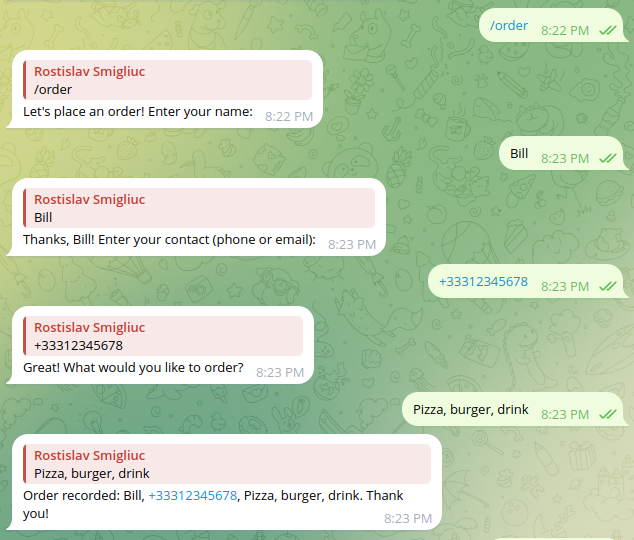 /order 8:22 PM
Rostislav Smigliuc
/order
Let's place an order! Enter your name: 8:22 PM
Bill 8:23 PM
Rostislav Smigliuc
Bill
Thanks, Bill! Enter your contact (phone or email): 8:23 PM
+33312345678 8:23 PM
Rostislav Smigliuc
+33312345678
Great! What would you like to order? 8:23 PM
Pizza, burger, drink 8:23 PM
Rostislav Smigliuc
Pizza, burger, drink
Order recorded: Bill, +33312345678, Pizza, burger, drink. Thank
you! 8:23 PM